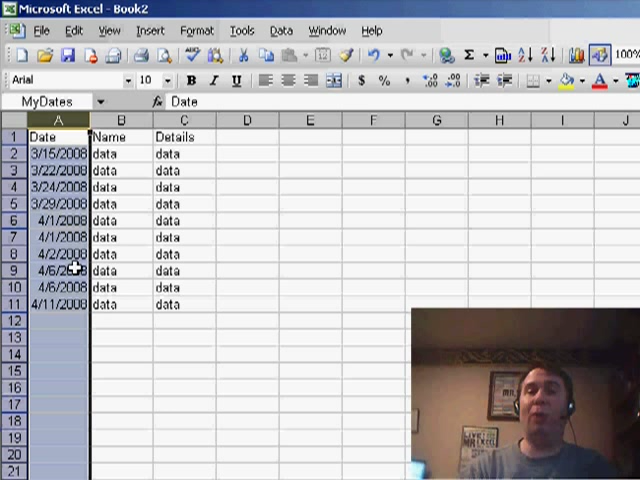 Microsoft Excel - Book2
File Edit View Insert Format Tools Data Window Help
100%
Arial 10 B I U $ % ,
MyDates fx Date
A B C D E F G H I J
1 Date Name Details
2 3/15/2008 data data
3 3/22/2008 data data
4 3/24/2008 data data
5 3/29/2008 data data
6 4/1/2008 data data
7 4/1/2008 data data
8 4/2/2008 data data
9 4/6/2008 data data
10 4/6/2008 data data
11 4/11/2008 data data
12
13
14
15
16
17
18
19
20
21